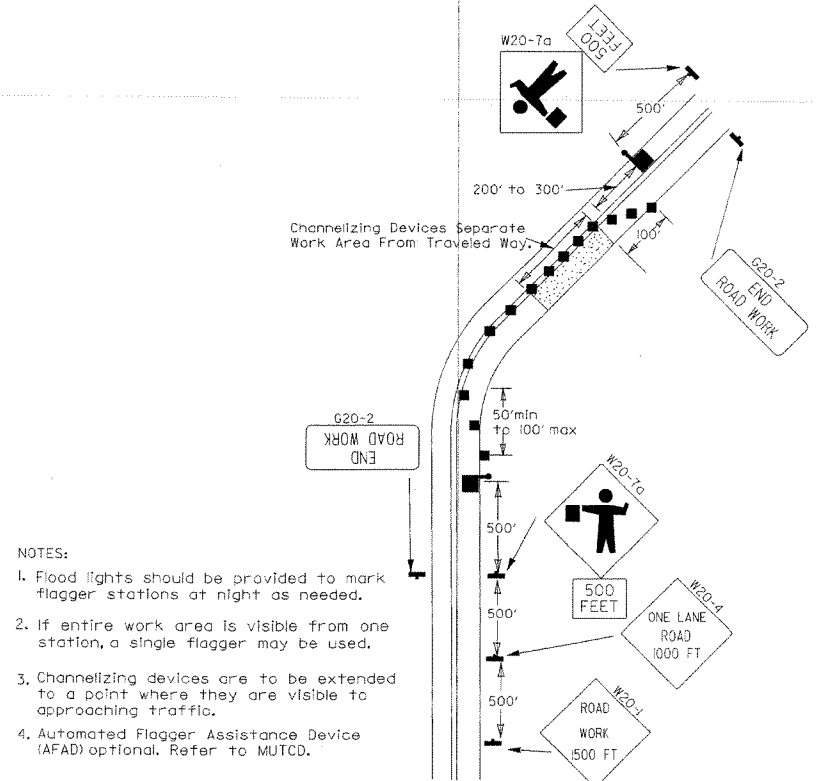 W20-7a
500
FEET
500'
200' to 300'
Channelizing Devices Separate
Work Area From Traveled Way.
100'
G20-2
END
ROAD WORK
G20-2
END
ROAD WORK
50'min
to 100' max
500'
W20-7a
500
FEET
500'
W20-4
ONE LANE
ROAD
1000 FT
500'
W20-1
ROAD
WORK
1500 FT
NOTES:
1. Flood lights should be provided to mark
flagger stations at night as needed.
2. If entire work area is visible from one
station, a single flagger may be used.
3. Channelizing devices are to be extended
to a point where they are visible to
approaching traffic.
4. Automated Flagger Assistance Device
(AFAD) optional. Refer to MUTCD.